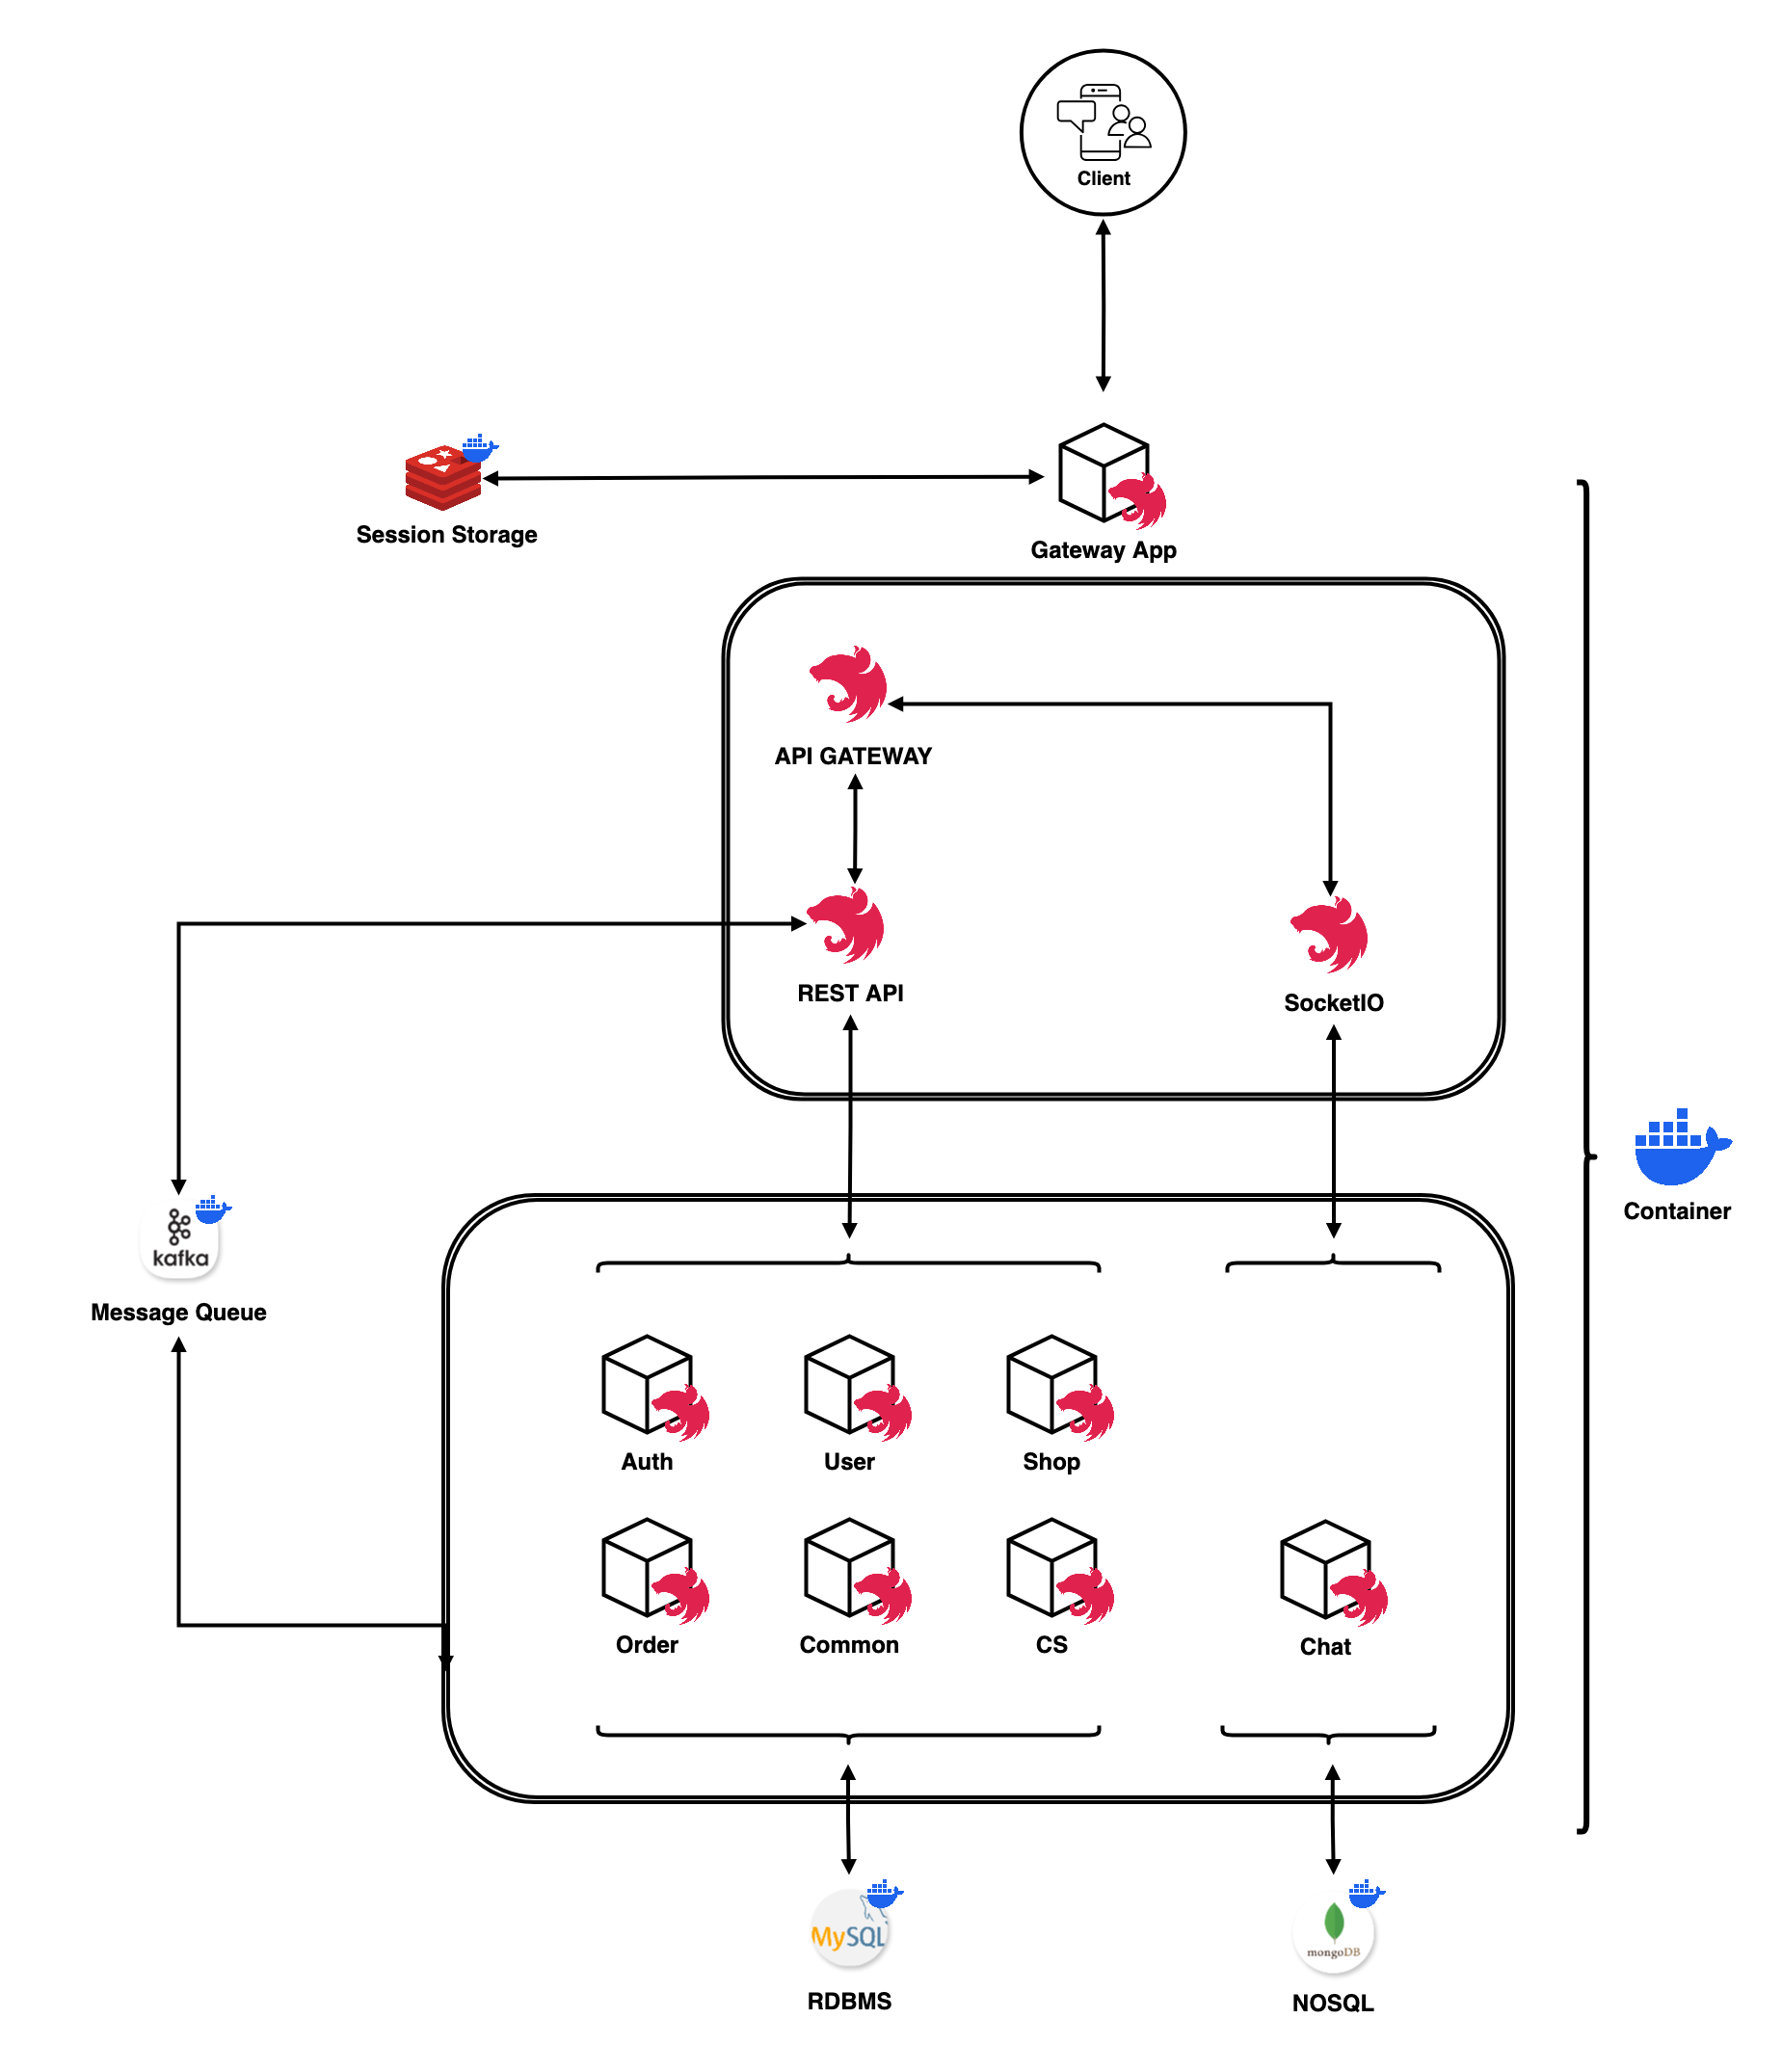 Client
Session Storage
Gateway App
API GATEWAY
REST API
SocketIO
kafka
Message Queue
Container
Auth
User
Shop
Order
Common
CS
Chat
MySQL
RDBMS
mongoDB
NOSQL